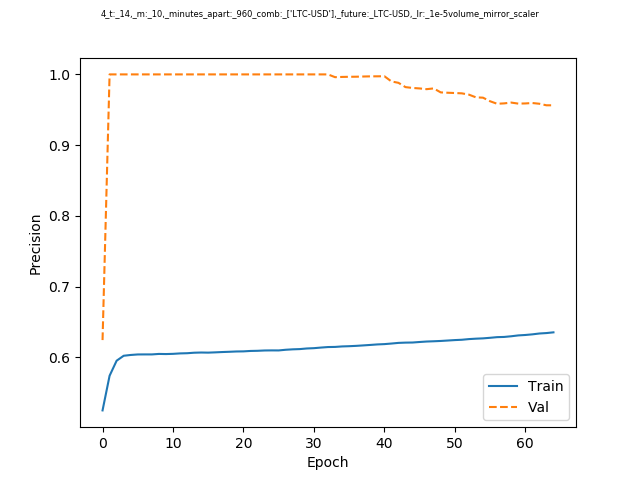 4_t:_14,_m:_10,_minutes_apart:_960_comb:_['LTC-USD'],_future:_LTC-USD,_lr:_1e-5volume_mirror_scaler
1.0
0.9
0.8
0.7
0.6
Precision
0 10 20 30 40 50 60
Epoch
Train
Val